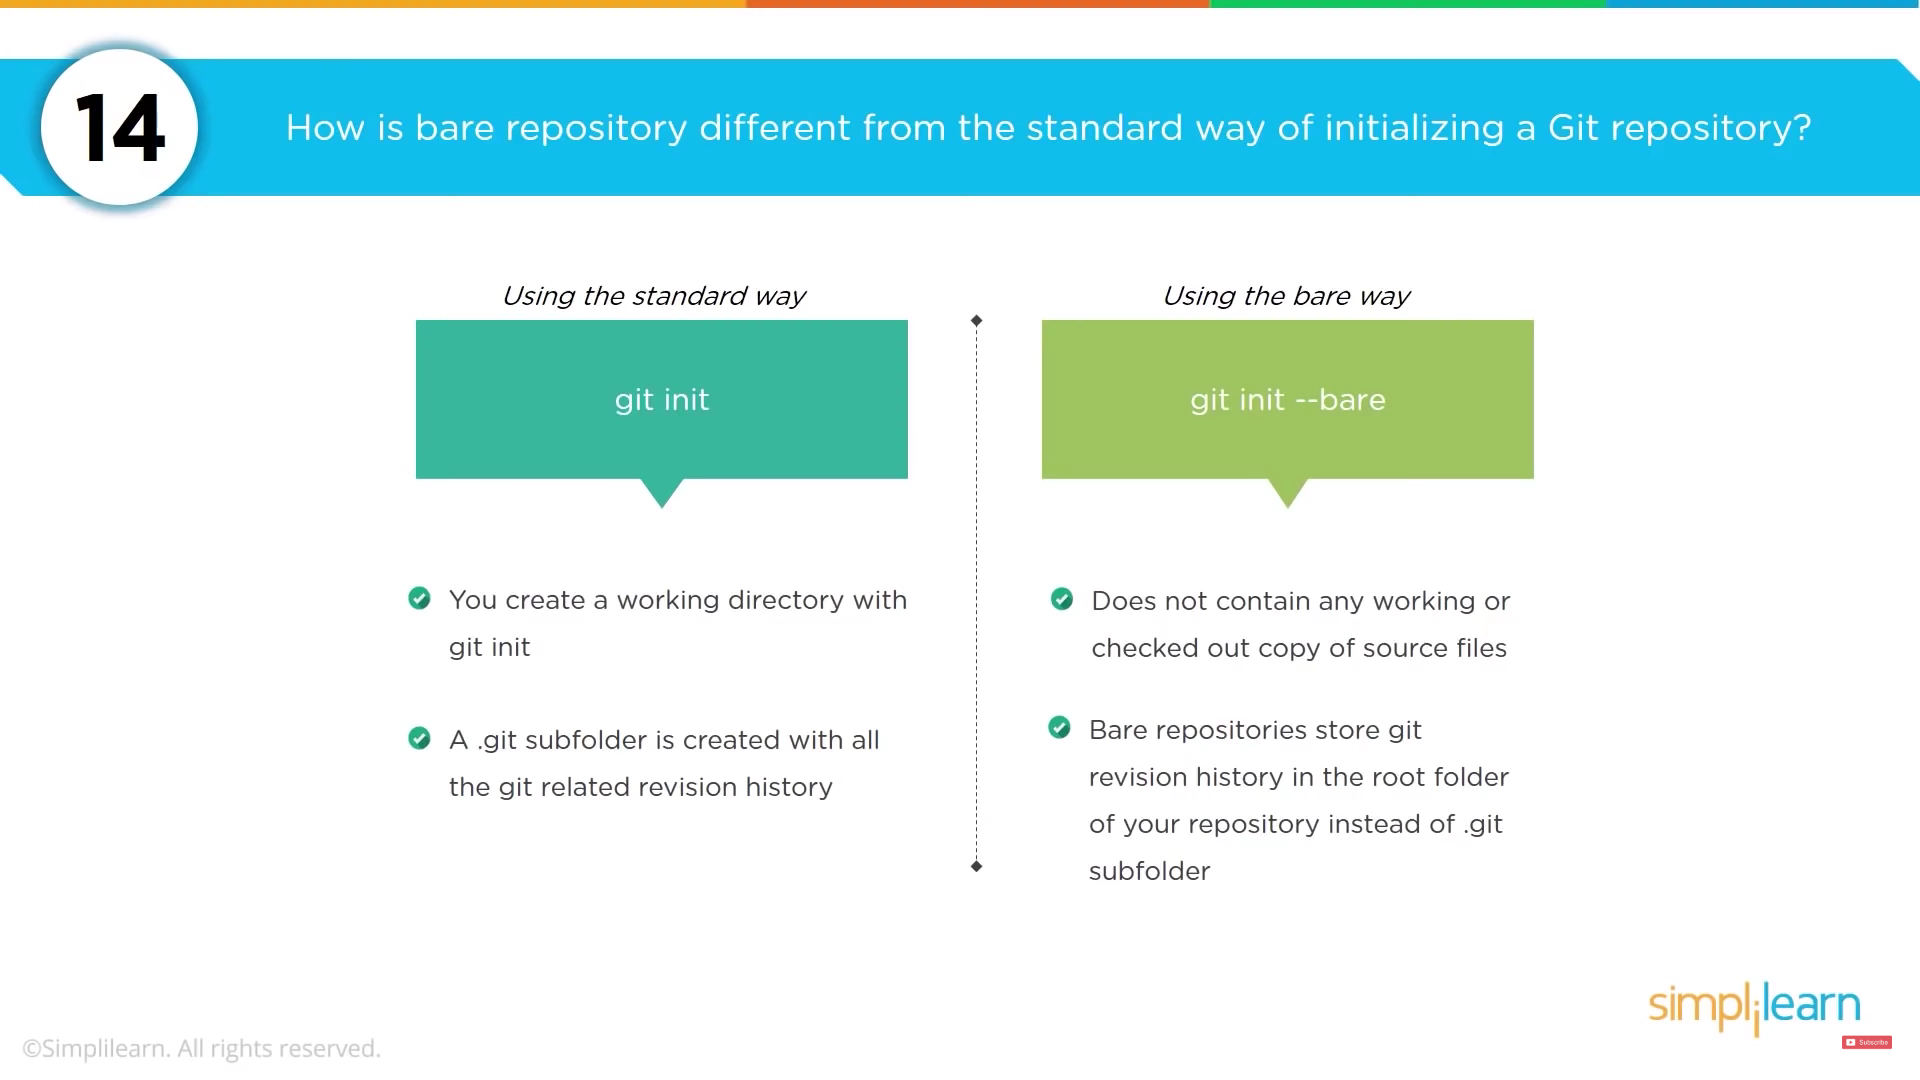 14
How is bare repository different from the standard way of initializing a Git repository?
Using the standard way
git init
You create a working directory with
git init
A .git subfolder is created with all
the git related revision history
Using the bare way
git init --bare
Does not contain any working or
checked out copy of source files
Bare repositories store git
revision history in the root folder
of your repository instead of .git
subfolder
simplilearn
Subscribe
©Simplilearn. All rights reserved.